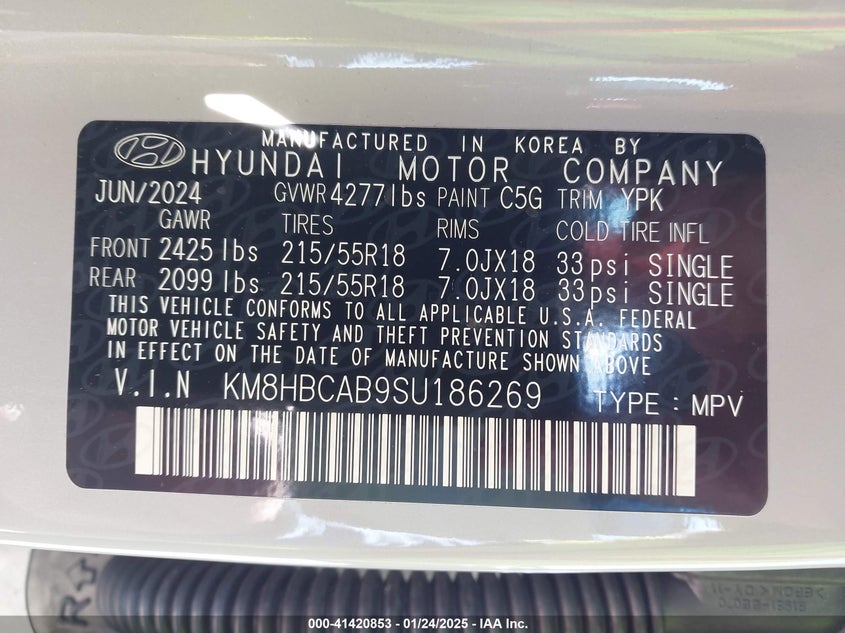 MANUFACTURED IN KOREA BY
HYUNDAI MOTOR COMPANY
JUN/2024 GVWR 4277lbs PAINT C5G TRIM YPK
GAWR TIRES RIMS COLD TIRE INFL
FRONT 2425lbs 215/55R18 7.0JX18 33psi SINGLE
REAR 2099lbs 215/55R18 7.0JX18 33psi SINGLE
THIS VEHICLE CONFORMS TO ALL APPLICABLE U.S.A. FEDERAL
MOTOR VEHICLE SAFETY AND THEFT PREVENTION STANDARDS
IN EFFECT ON THE DATE OF MANUFACTURE SHOWN ABOVE
V.I.N KM8HBCAB9SU186269 TYPE : MPV
R
>EPDM<
000-41420853 - 01/24/2025 - IAA Inc.